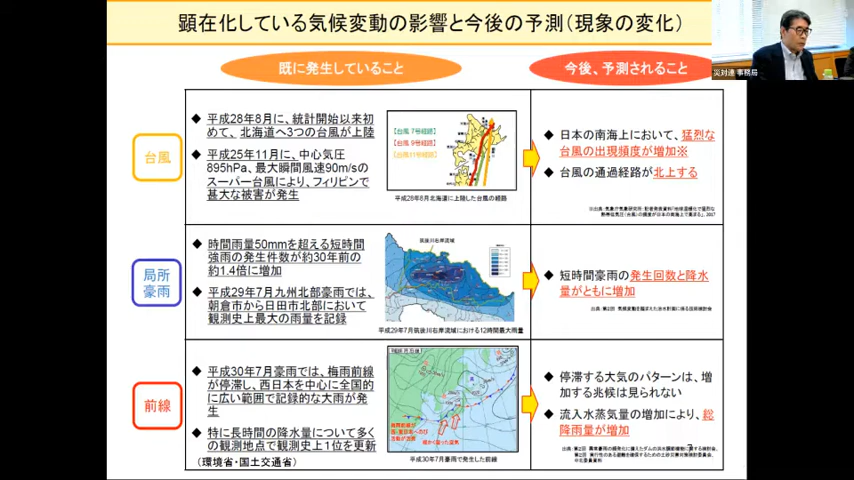 顕在化している気候変動の影響と今後の予測(現象の変化)
災対連 事務局
既に発生していること
今後、予測されること
台風
◆ 平成28年8月に、統計開始以来初
めて、北海道へ3つの台風が上陸
◆ 平成25年11月に、中心気圧
895hPa、最大瞬間風速90m/sの
スーパー台風により、フィリピンで
甚大な被害が発生
【台風 7号経路】
【台風 9号経路】
【台風11号経路】
平成28年8月北海道に上陸した台風の経路
◆ 日本の南海上において、猛烈な
台風の出現頻度が増加※
◆ 台風の通過経路が北上する
局所
豪雨
◆ 時間雨量50mmを超える短時間
強雨の発生件数が約30年前の
約1.4倍に増加
◆ 平成29年7月九州北部豪雨では、
朝倉市から日田市北部において
観測史上最大の雨量を記録
筑後川右岸流域
平成29年7月筑後川右岸流域における12時間最大雨量
◆ 短時間豪雨の発生回数と降水
量がともに増加
出典:第2回 気候変動を踏まえた治水計画に係る技術検討会
前線
◆ 平成30年7月豪雨では、梅雨前線
が停滞し、西日本を中心に全国的
に広い範囲で記録的な大雨が発
生
◆ 特に長時間の降水量について多く
の観測地点で観測史上1位を更新
(環境省・国土交通省)
暖かく湿った空気
平成30年7月豪雨で発生した前線
◆ 停滞する大気のパターンは、増
加する兆候は見られない
◆ 流入水蒸気量の増加により、総
降雨量が増加